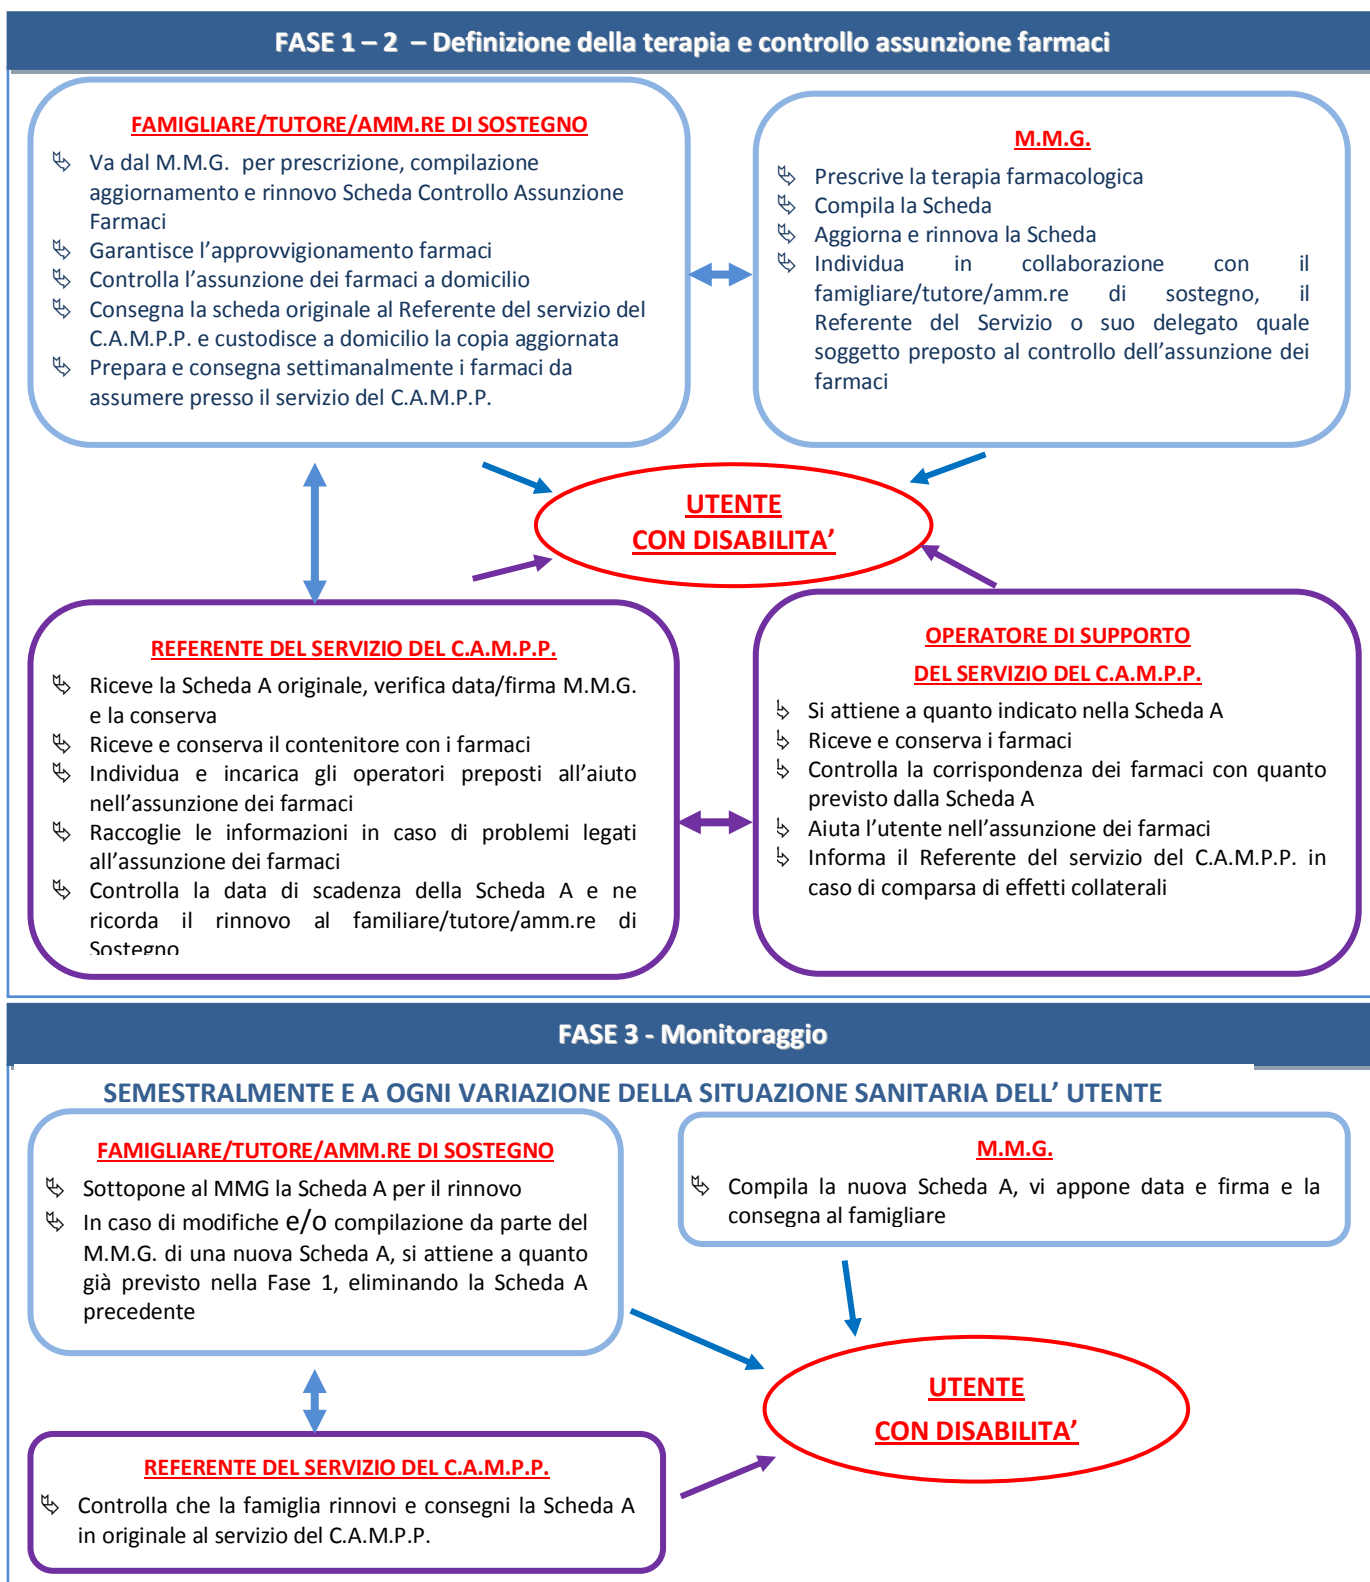 FASE 1 – 2 – Definizione della terapia e controllo assunzione farmaci
FAMIGLIARE/TUTORE/AMM.RE DI SOSTEGNO
Va dal M.M.G. per prescrizione, compilazione
aggiornamento e rinnovo Scheda Controllo Assunzione
Farmaci
Garantisce l’approvvigionamento farmaci
Controlla l’assunzione dei farmaci a domicilio
Consegna la scheda originale al Referente del servizio del
C.A.M.P.P. e custodisce a domicilio la copia aggiornata
Prepara e consegna settimanalmente i farmaci da
assumere presso il servizio del C.A.M.P.P.
M.M.G.
Prescrive la terapia farmacologica
Compila la Scheda
Aggiorna e rinnova la Scheda
Individua in collaborazione con il
famigliare/tutore/amm.re di sostegno, il
Referente del Servizio o suo delegato quale
soggetto preposto al controllo dell’assunzione dei
farmaci
UTENTE
CON DISABILITA’
REFERENTE DEL SERVIZIO DEL C.A.M.P.P.
Riceve la Scheda A originale, verifica data/firma M.M.G.
e la conserva
Riceve e conserva il contenitore con i farmaci
Individua e incarica gli operatori preposti all’aiuto
nell’assunzione dei farmaci
Raccoglie le informazioni in caso di problemi legati
all’assunzione dei farmaci
Controlla la data di scadenza della Scheda A e ne
ricorda il rinnovo al familiare/tutore/amm.re di
Sostegno
OPERATORE DI SUPPORTO
DEL SERVIZIO DEL C.A.M.P.P.
Si attiene a quanto indicato nella Scheda A
Riceve e conserva i farmaci
Controlla la corrispondenza dei farmaci con quanto
previsto dalla Scheda A
Aiuta l’utente nell’assunzione dei farmaci
Informa il Referente del servizio del C.A.M.P.P. in
caso di comparsa di effetti collaterali
FASE 3 - Monitoraggio
SEMESTRALMENTE E A OGNI VARIAZIONE DELLA SITUAZIONE SANITARIA DELL’ UTENTE
FAMIGLIARE/TUTORE/AMM.RE DI SOSTEGNO
Sottopone al MMG la Scheda A per il rinnovo
In caso di modifiche e/o compilazione da parte del
M.M.G. di una nuova Scheda A, si attiene a quanto
già previsto nella Fase 1, eliminando la Scheda A
precedente
M.M.G.
Compila la nuova Scheda A, vi appone data e firma e la
consegna al famigliare
UTENTE
CON DISABILITA’
REFERENTE DEL SERVIZIO DEL C.A.M.P.P.
Controlla che la famiglia rinnovi e consegni la Scheda A
in originale al servizio del C.A.M.P.P.